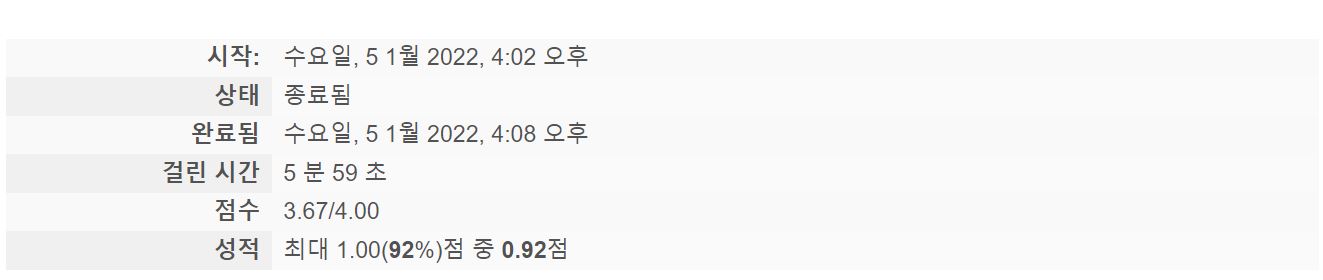 시작: 수요일, 5 1월 2022, 4:02 오후
상태 종료됨
완료됨 수요일, 5 1월 2022, 4:08 오후
걸린 시간 5 분 59 초
점수 3.67/4.00
성적 최대 1.00(92%)점 중 0.92점